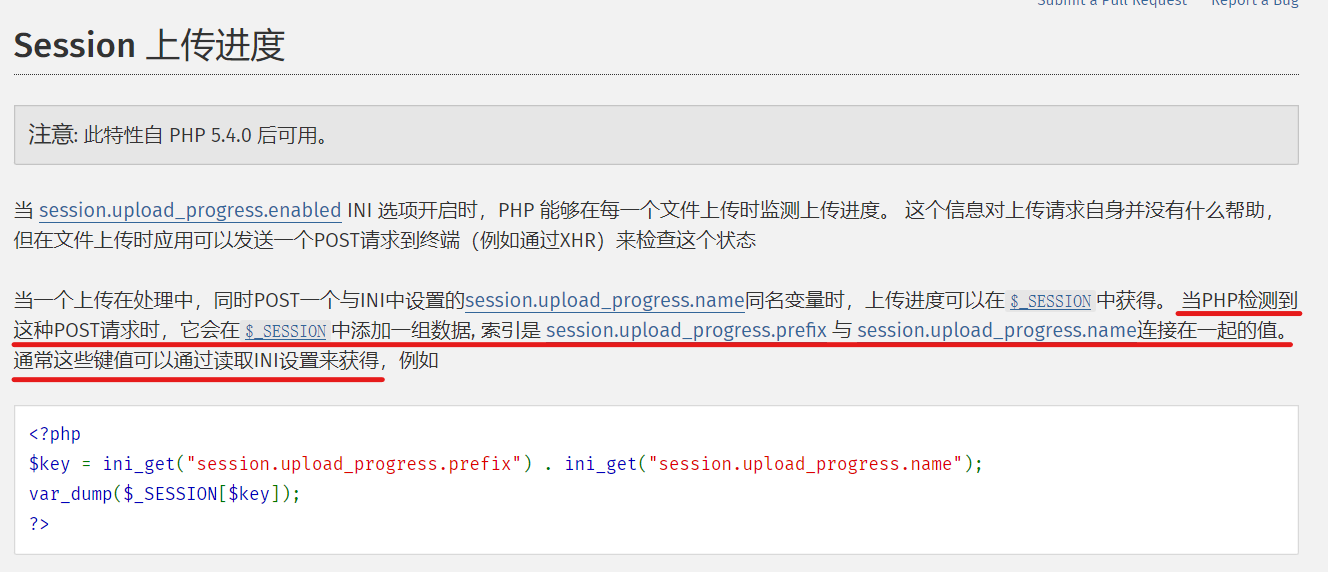 Submit a Pull Request Report a Bug
Session 上传进度
注意: 此特性自 PHP 5.4.0 后可用。
当 session.upload_progress.enabled INI 选项开启时，PHP 能够在每一个文件上传时监测上传进度。 这个信息对上传请求自身并没有什么帮助，
但在文件上传时应用可以发送一个POST请求到终端（例如通过XHR）来检查这个状态
当一个上传在处理中，同时POST一个与INI中设置的session.upload_progress.name同名变量时，上传进度可以在 $_SESSION 中获得。 当PHP检测到
这种POST请求时，它会在 $_SESSION 中添加一组数据, 索引是 session.upload_progress.prefix 与 session.upload_progress.name连接在一起的值。
通常这些键值可以通过读取INI设置来获得，例如
<?php
$key = ini_get("session.upload_progress.prefix") . ini_get("session.upload_progress.name");
var_dump($_SESSION[$key]);
?>